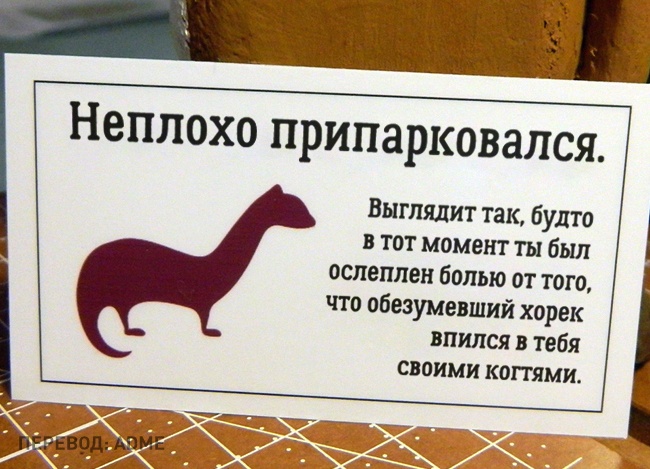 Неплохо припарковался.
Выглядит так, будто
в тот момент ты был
ослеплен болью от того,
что обезумевший хорек
впился в тебя
своими когтями.
ПЕРЕВОД: ADME